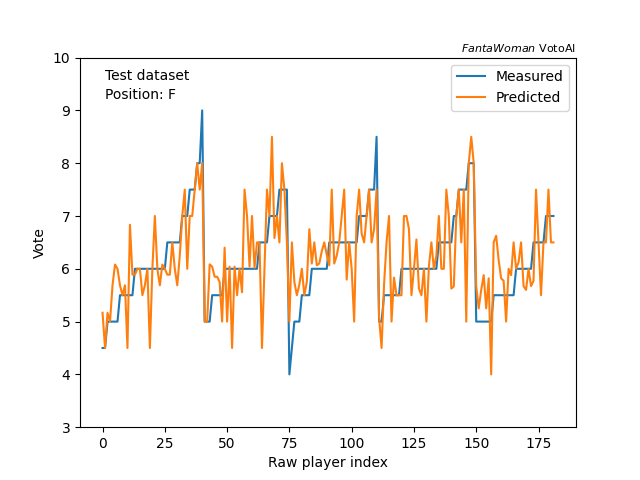 FantaWoman VotoAI
10
Test dataset
Position: F
Measured
Predicted
9
8
7
6
5
4
3
Vote
0 25 50 75 100 125 150 175
Raw player index